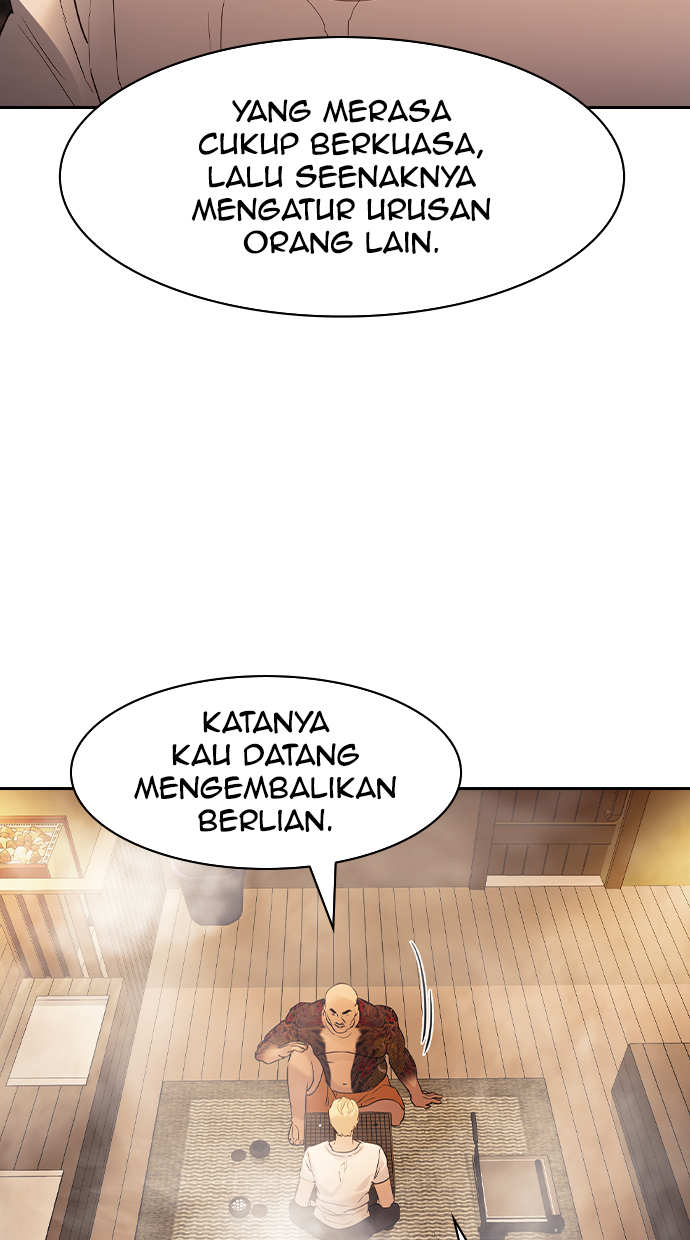 YANG MERASA
CUKUP BERKUASA,
LALU SEENAKNYA
MENGATUR URUSAN
ORANG LAIN.
KATANYA
KAU DATANG
MENGEMBALIKAN
BERLIAN.